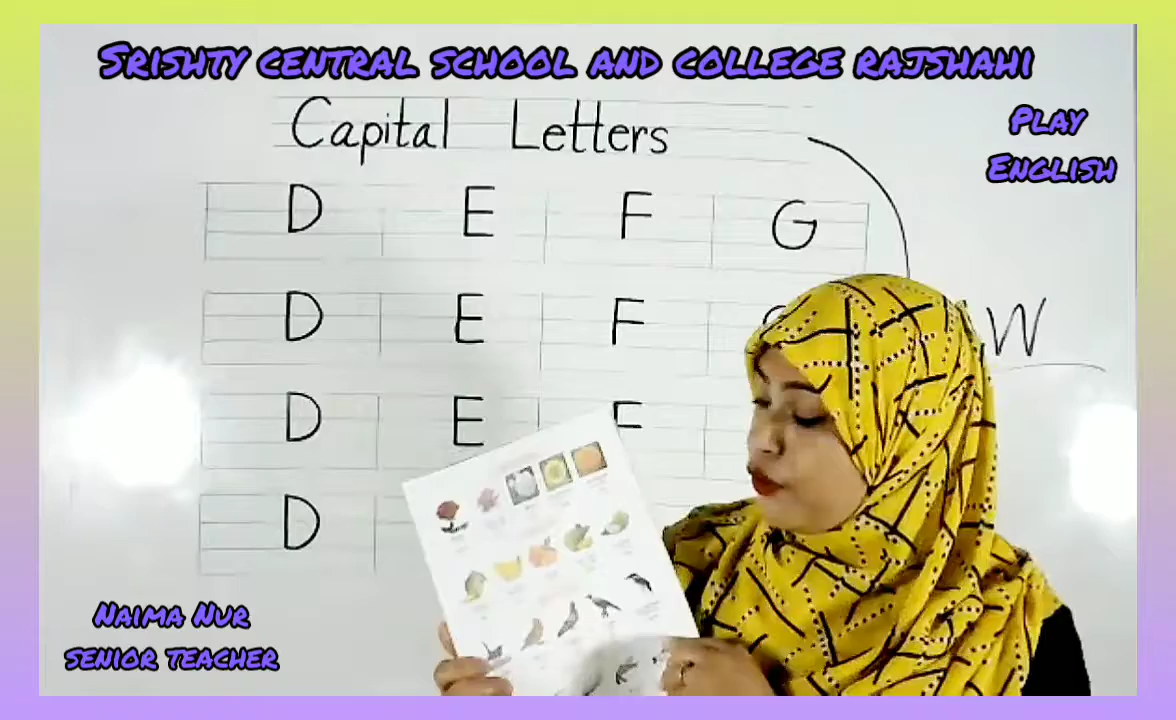 Srishty central school and college rajshahi
Play
English
Capital Letters
D E F G
D E F
D E F
D
W
Naima Nur
senior teacher